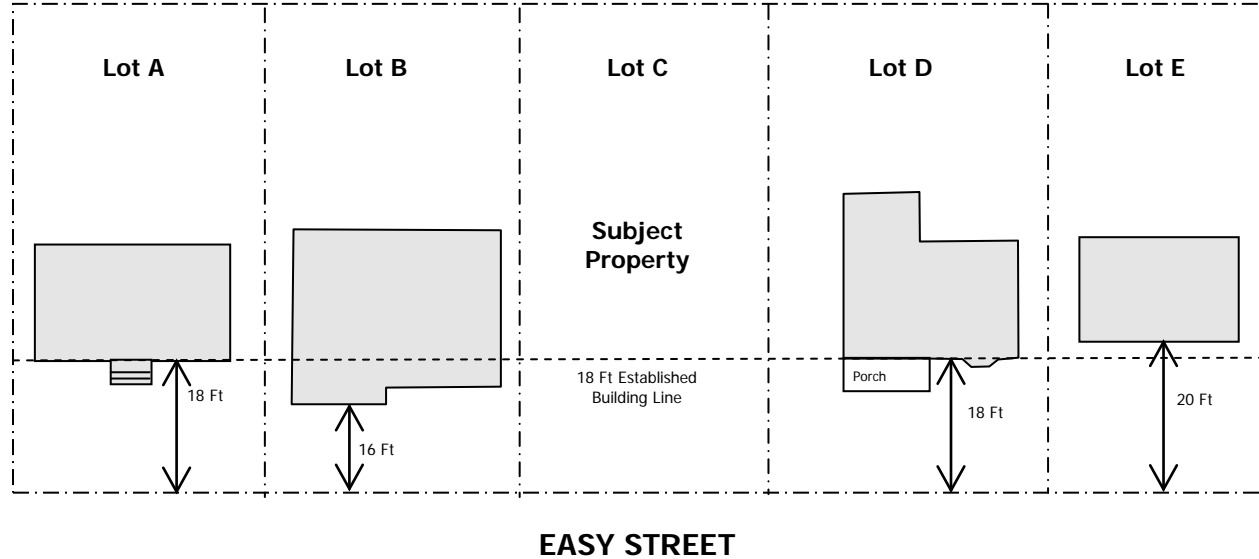 Lot A
Lot B
Lot C
Lot D
Lot E
Subject
Property
18 Ft Established
Building Line
Porch
18 Ft
16 Ft
18 Ft
20 Ft
EASY STREET